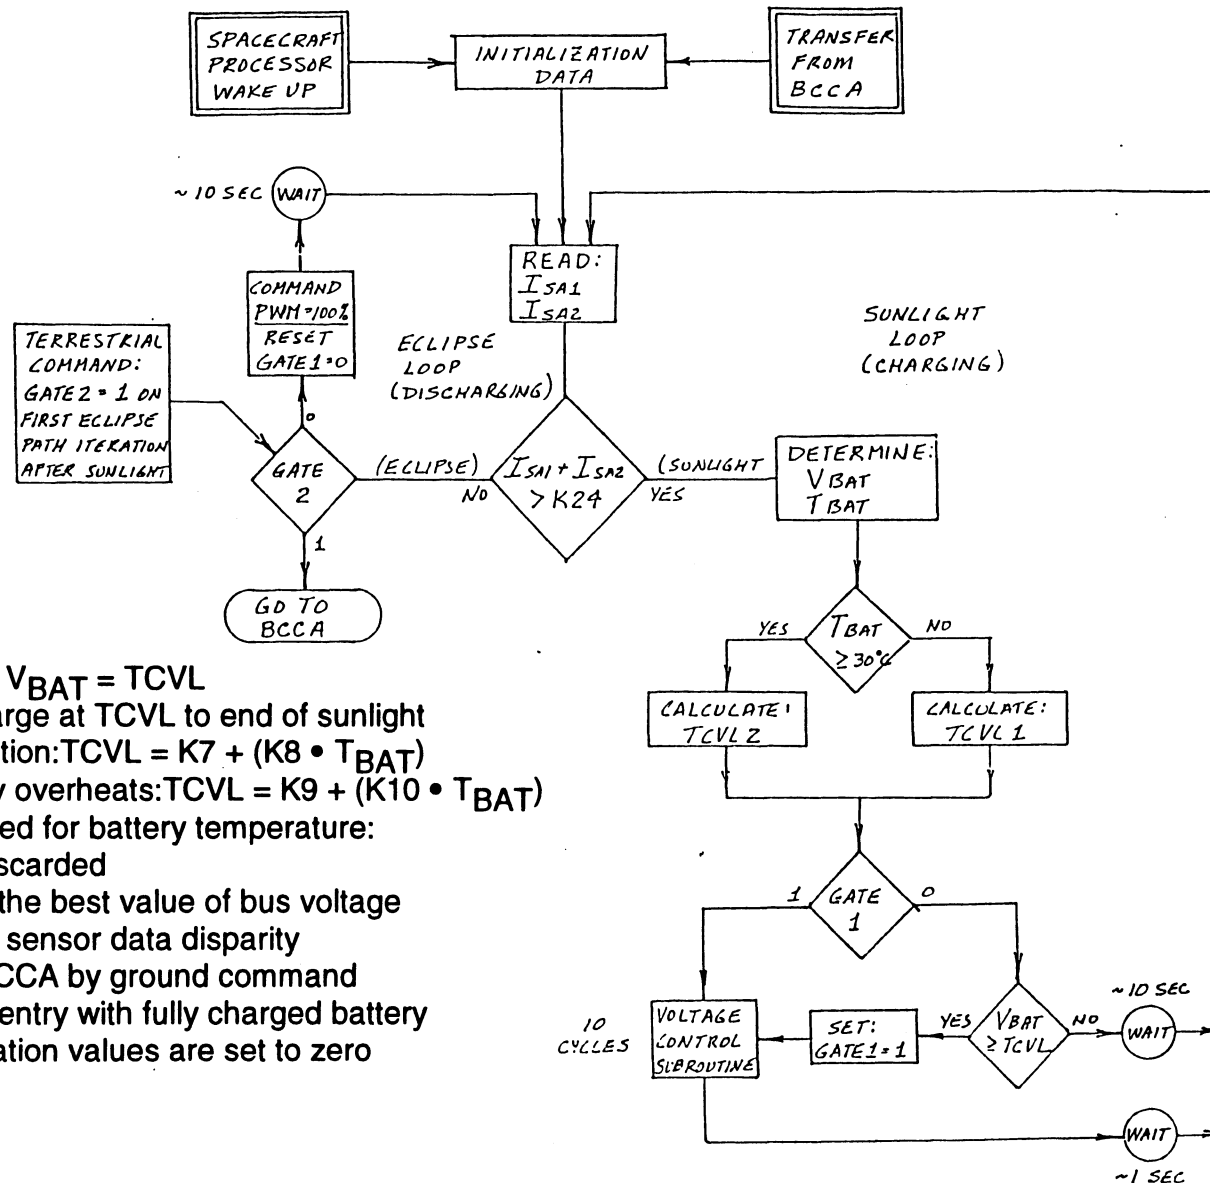 SPACECRAFT
PROCESSOR
WAKE UP
INITIALIZATION
DATA
TRANSFER
FROM
BCCA
~ 10 SEC
WAIT
COMMAND
PWM=100%
RESET
GATE 1=0
READ:
ISA1
ISA2
TERRESTRIAL
COMMAND:
GATE 2 = 1 ON
FIRST ECLIPSE
PATH ITERATION
AFTER SUNLIGHT
ECLIPSE
LOOP
(DISCHARGING)
SUNLIGHT
LOOP
(CHARGING)
0
GATE
2
1
(ECLIPSE)
NO
ISA1 + ISA2
> K24
(SUNLIGHT
YES
DETERMINE:
VBAT
TBAT
GO TO
BCCA
YES
TBAT
≥ 30°C
NO
CALCULATE:
TCVL 2
CALCULATE:
TCVL 1
VBAT = TCVL
arge at TCVL to end of sunlight
tion:TCVL = K7 + (K8 • TBAT)
y overheats:TCVL = K9 + (K10 • TBAT)
ed for battery temperature:
scarded
the best value of bus voltage
sensor data disparity
CCA by ground command
entry with fully charged battery
ation values are set to zero
1
GATE
1
0
10
CYCLES
VOLTAGE
CONTROL
SUBROUTINE
SET:
GATE 1=1
YES
VBAT
≥ TCVL
NO
~10 SEC
WAIT
WAIT
~1 SEC